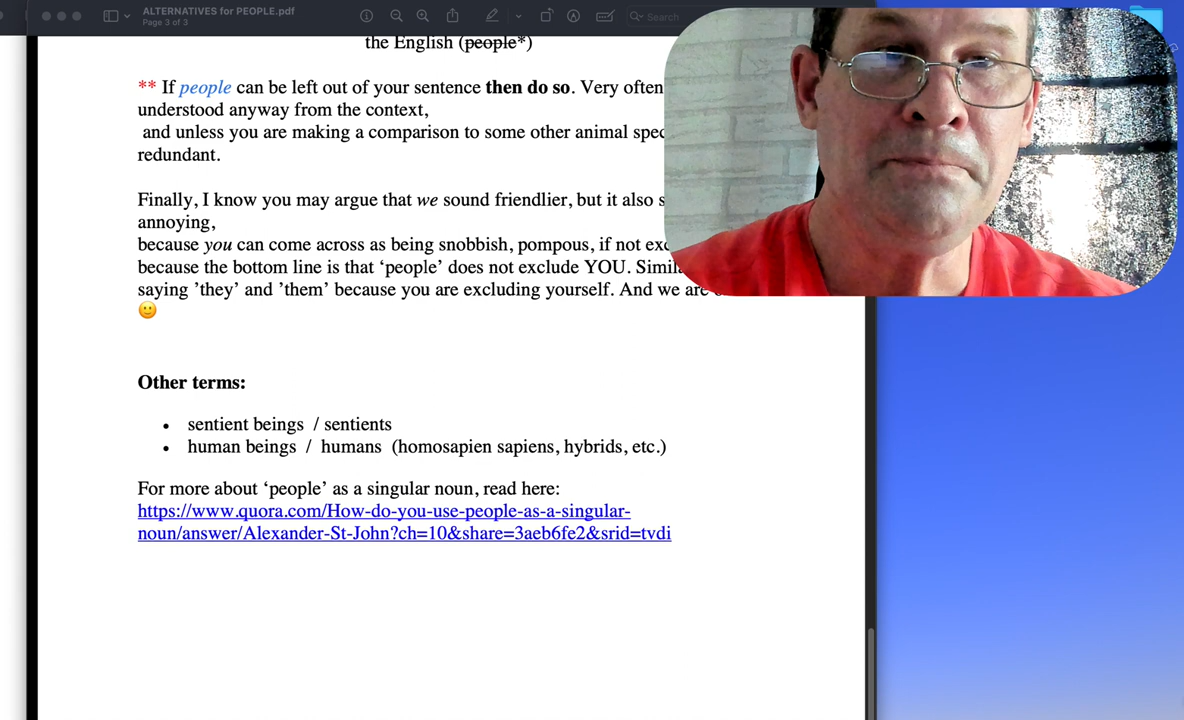 ALTERNATIVES for PEOPLE.pdf
Page 3 of 3
Search
the English (people*)
** If people can be left out of your sentence then do so. Very often
understood anyway from the context,
and unless you are making a comparison to some other animal spec
redundant.
Finally, I know you may argue that we sound friendlier, but it also s
annoying,
because you can come across as being snobbish, pompous, if not exc
because the bottom line is that ‘people’ does not exclude YOU. Simila
saying ’they’ and ’them’ because you are excluding yourself. And we are
🙂
Other terms:
• sentient beings / sentients
• human beings / humans (homosapien sapiens, hybrids, etc.)
For more about ‘people’ as a singular noun, read here:
https://www.quora.com/How-do-you-use-people-as-a-singular-
noun/answer/Alexander-St-John?ch=10&share=3aeb6fe2&srid=tvdi